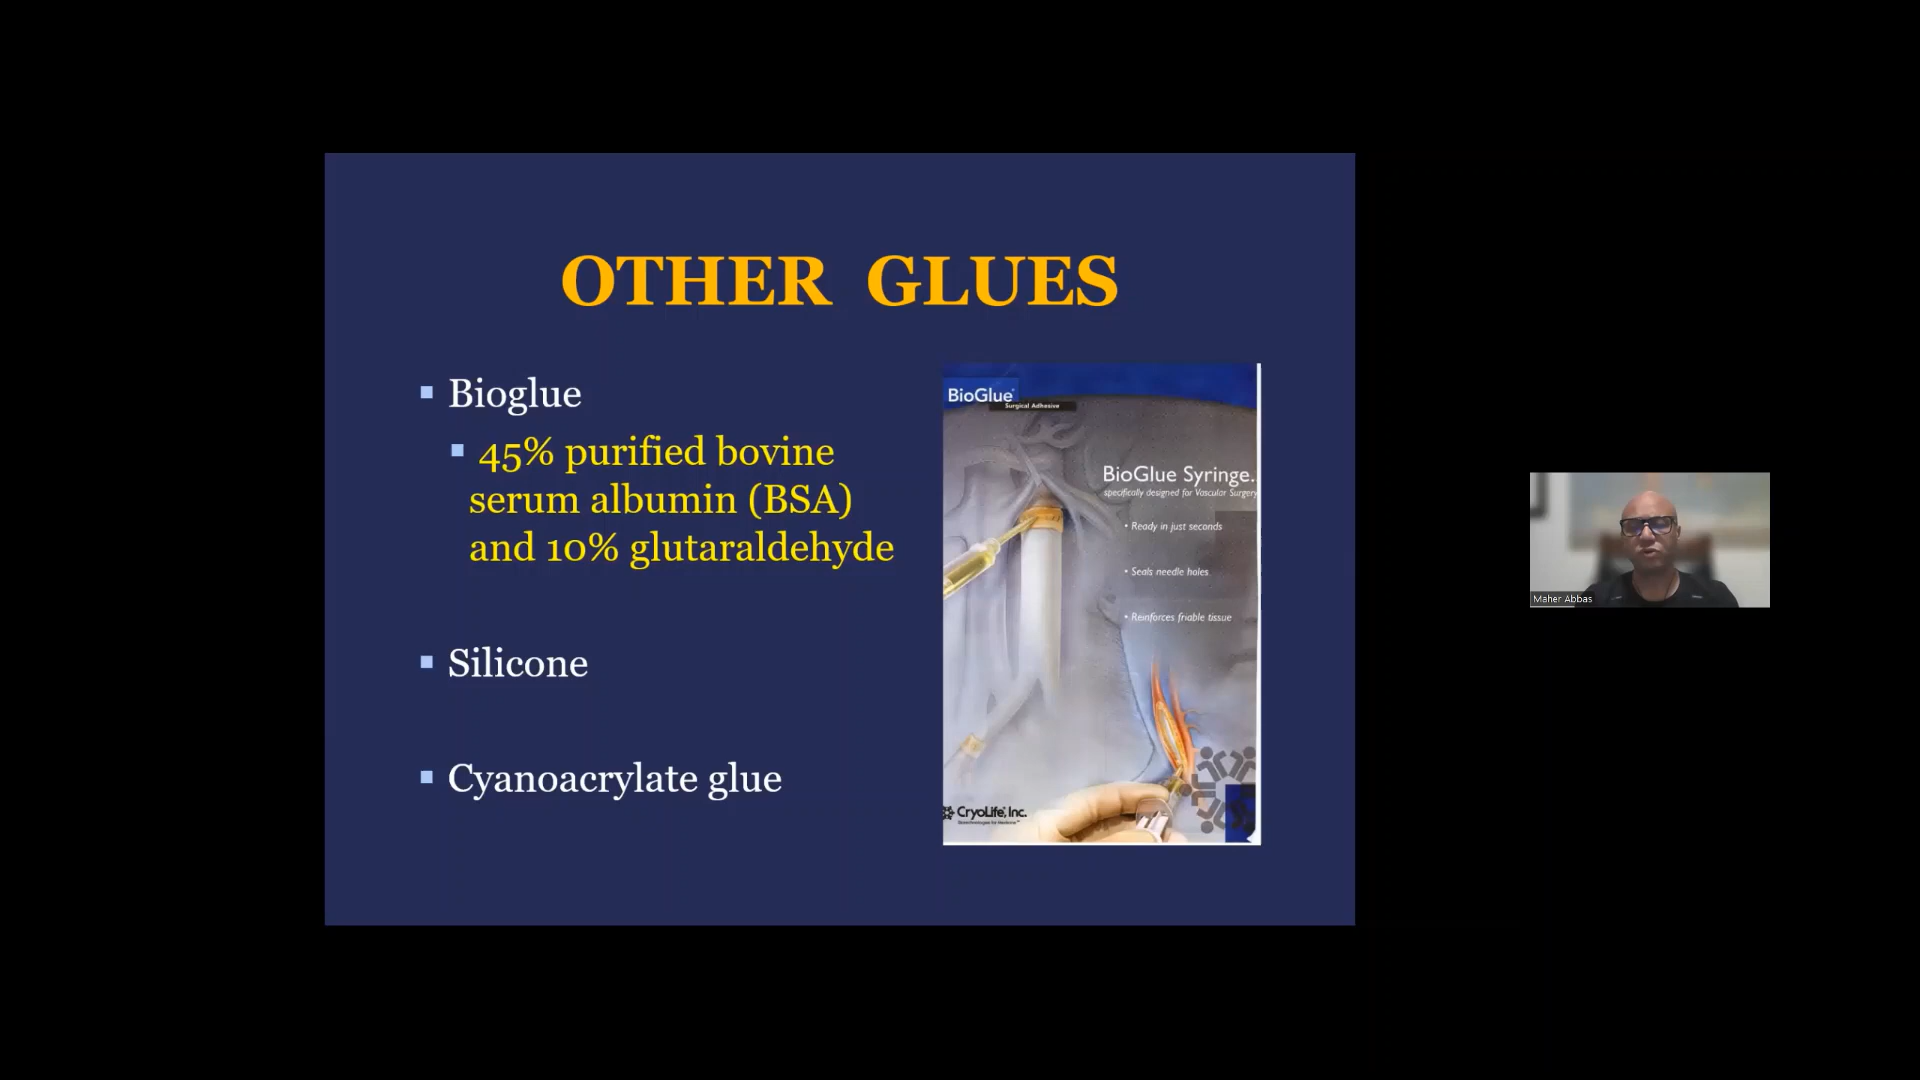 OTHER GLUES
Bioglue
45% purified bovine
serum albumin (BSA)
and 10% glutaraldehyde
Silicone
Cyanoacrylate glue
BioGlue
Surgical Adhesive
BioGlue Syringe..
specifically designed for Vascular Surgery
• Ready in just seconds
• Seals needle holes
• Reinforces friable tissue
CryoLife, Inc.
Maher Abbas